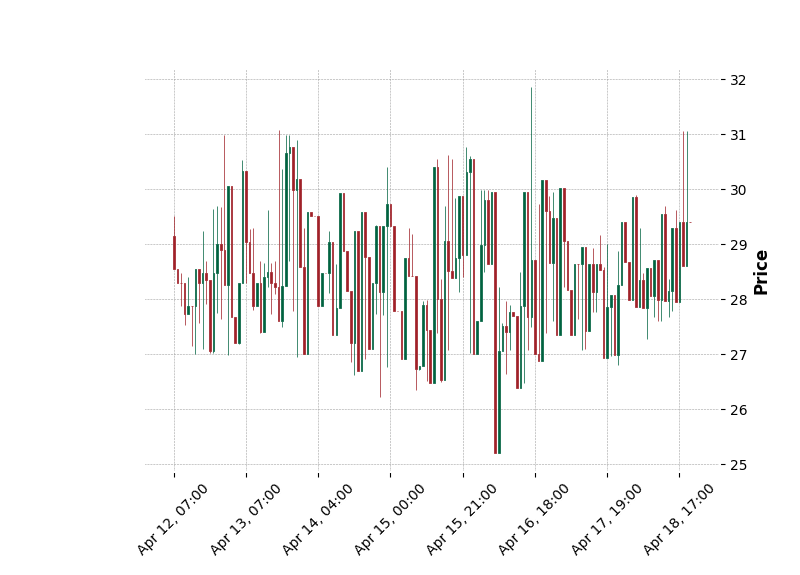 32
31
30
29
28
27
26
25
Price
Apr 12, 07:00
Apr 13, 07:00
Apr 14, 04:00
Apr 15, 00:00
Apr 15, 21:00
Apr 16, 18:00
Apr 17, 19:00
Apr 18, 17:00